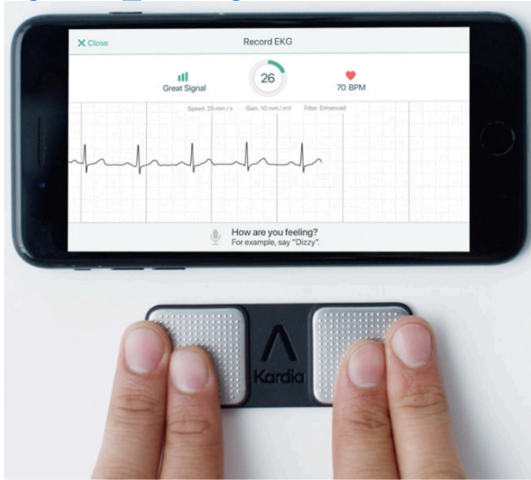 X Close
Record EKG
Great Signal
26
70 BPM
Speed: 25 mm / s Gain: 10 mm / mV Filter: Enhanced
How are you feeling?
For example, say "Dizzy".
Kardia